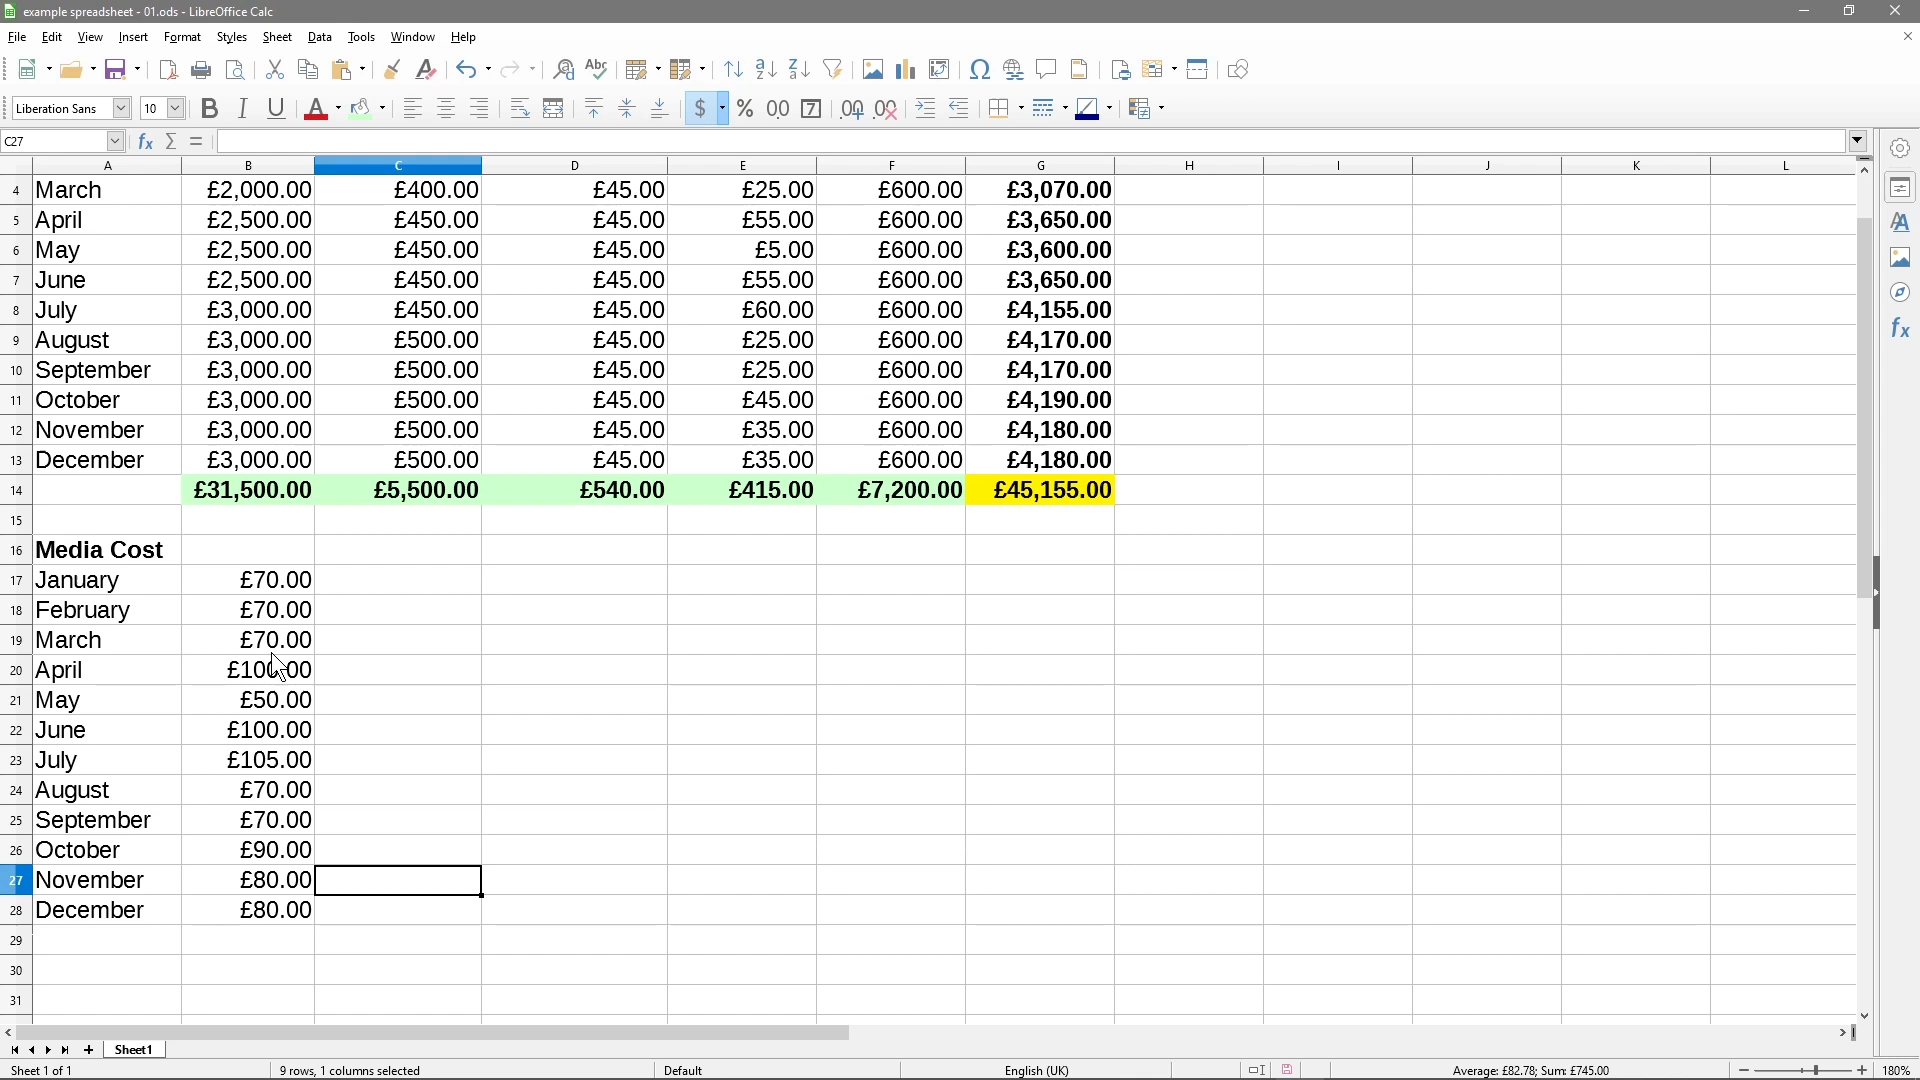 example spreadsheet - 01.ods - LibreOffice Calc
File Edit View Insert Format Styles Sheet Data Tools Window Help
Liberation Sans 10
C27
A B C D E F G H I J K L
4 March £2,000.00 £400.00 £45.00 £25.00 £600.00 £3,070.00
5 April £2,500.00 £450.00 £45.00 £55.00 £600.00 £3,650.00
6 May £2,500.00 £450.00 £45.00 £5.00 £600.00 £3,600.00
7 June £2,500.00 £450.00 £45.00 £55.00 £600.00 £3,650.00
8 July £3,000.00 £450.00 £45.00 £60.00 £600.00 £4,155.00
9 August £3,000.00 £500.00 £45.00 £25.00 £600.00 £4,170.00
10 September £3,000.00 £500.00 £45.00 £25.00 £600.00 £4,170.00
11 October £3,000.00 £500.00 £45.00 £45.00 £600.00 £4,190.00
12 November £3,000.00 £500.00 £45.00 £35.00 £600.00 £4,180.00
13 December £3,000.00 £500.00 £45.00 £35.00 £600.00 £4,180.00
14 £31,500.00 £5,500.00 £540.00 £415.00 £7,200.00 £45,155.00
15
16 Media Cost
17 January £70.00
18 February £70.00
19 March £70.00
20 April £100.00
21 May £50.00
22 June £100.00
23 July £105.00
24 August £70.00
25 September £70.00
26 October £90.00
27 November £80.00
28 December £80.00
29
30
31
Sheet1
Sheet 1 of 1 9 rows, 1 columns selected Default English (UK) Average: £82.78; Sum: £745.00 180%